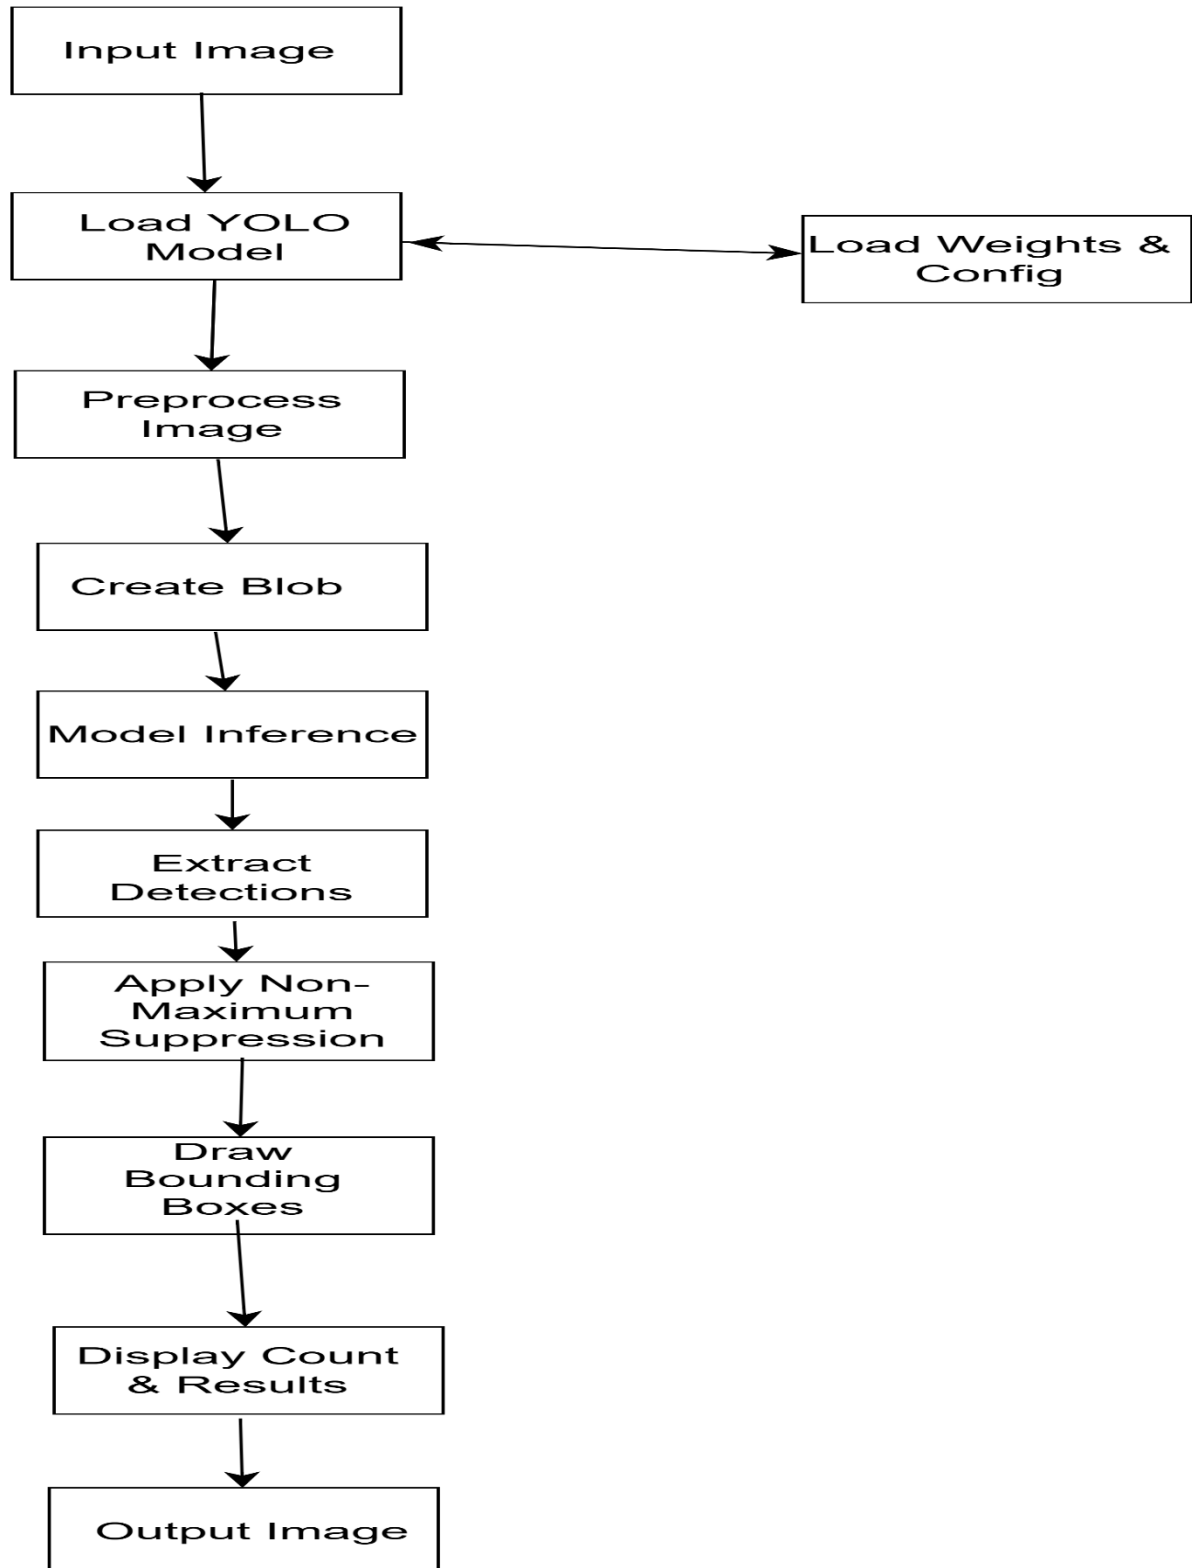 Input Image
Load YOLO
Model
Load Weights &
Config
Preprocess
Image
Create Blob
Model Inference
Extract
Detections
Apply Non-
Maximum
Suppression
Draw
Bounding
Boxes
Display Count
& Results
Output Image